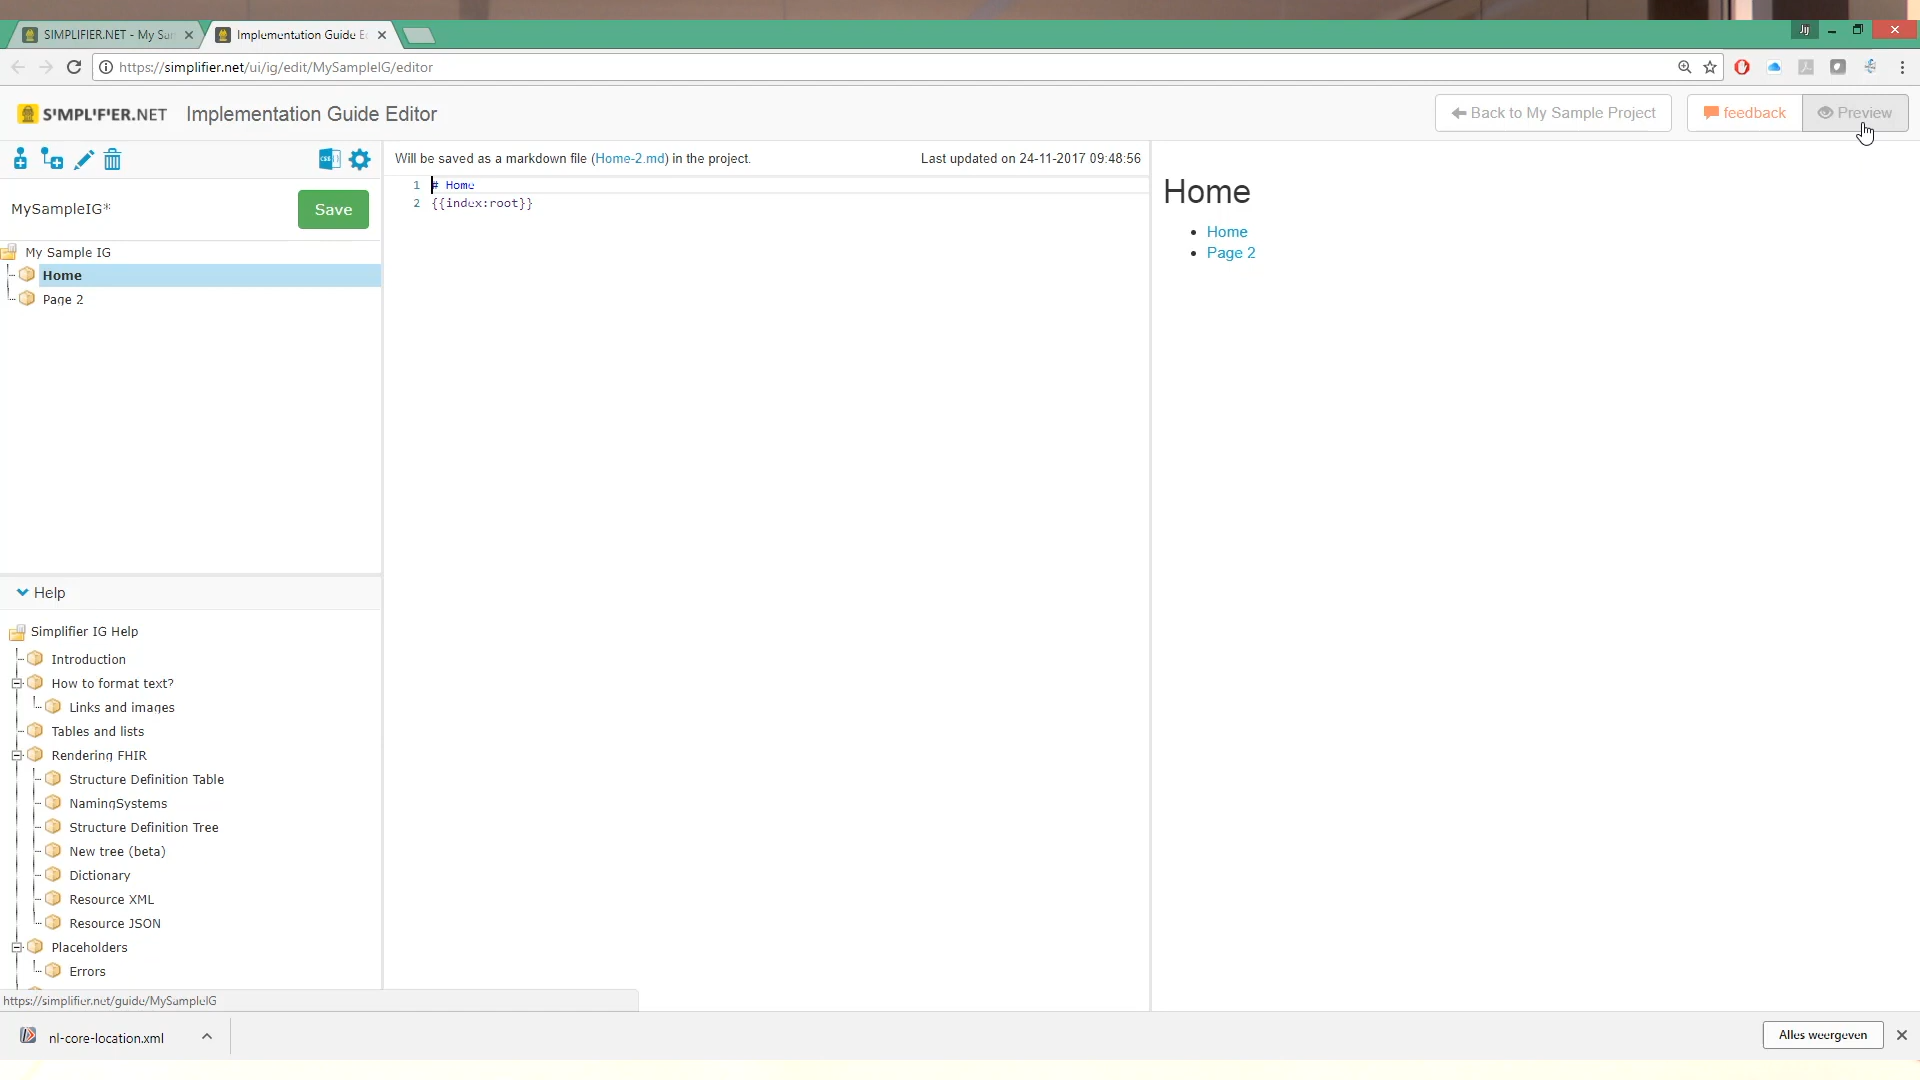 SIMPLIFIER.NET - My Sam
Implementation Guide Ed
Jij
https://simplifier.net/ui/ig/edit/MySampleIG/editor
SIMPLIFIER.NET
Implementation Guide Editor
Back to My Sample Project
feedback
Preview
CSS
Will be saved as a markdown file (Home-2.md) in the project.
Last updated on 24-11-2017 09:48:56
MySampleIG*
Save
1 # Home
2 {{index:root}}
Home
Home
Page 2
My Sample IG
Home
Page 2
Help
Simplifier IG Help
Introduction
How to format text?
Links and images
Tables and lists
Rendering FHIR
Structure Definition Table
NamingSystems
Structure Definition Tree
New tree (beta)
Dictionary
Resource XML
Resource JSON
Placeholders
Errors
https://simplifier.net/guide/MySampleIG
nl-core-location.xml
Alles weergeven